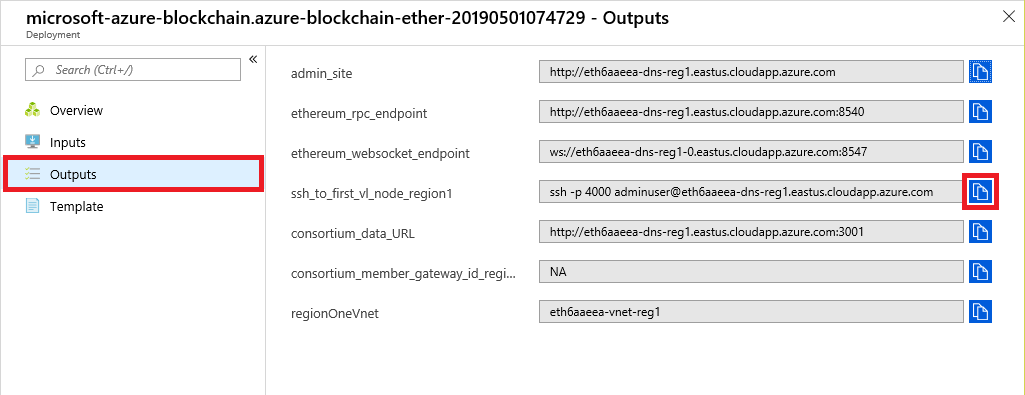 microsoft-azure-blockchain.azure-blockchain-ether-20190501074729 - Outputs
Deployment
Search (Ctrl+/)
Overview
Inputs
Outputs
Template
admin_site http://eth6aaeea-dns-reg1.eastus.cloudapp.azure.com
ethereum_rpc_endpoint http://eth6aaeea-dns-reg1.eastus.cloudapp.azure.com:8540
ethereum_websocket_endpoint ws://eth6aaeea-dns-reg1-0.eastus.cloudapp.azure.com:8547
ssh_to_first_vl_node_region1 ssh -p 4000 adminuser@eth6aaeea-dns-reg1.eastus.cloudapp.azure.com
consortium_data_URL http://eth6aaeea-dns-reg1.eastus.cloudapp.azure.com:3001
consortium_member_gateway_id_regi... NA
regionOneVnet eth6aaeea-vnet-reg1